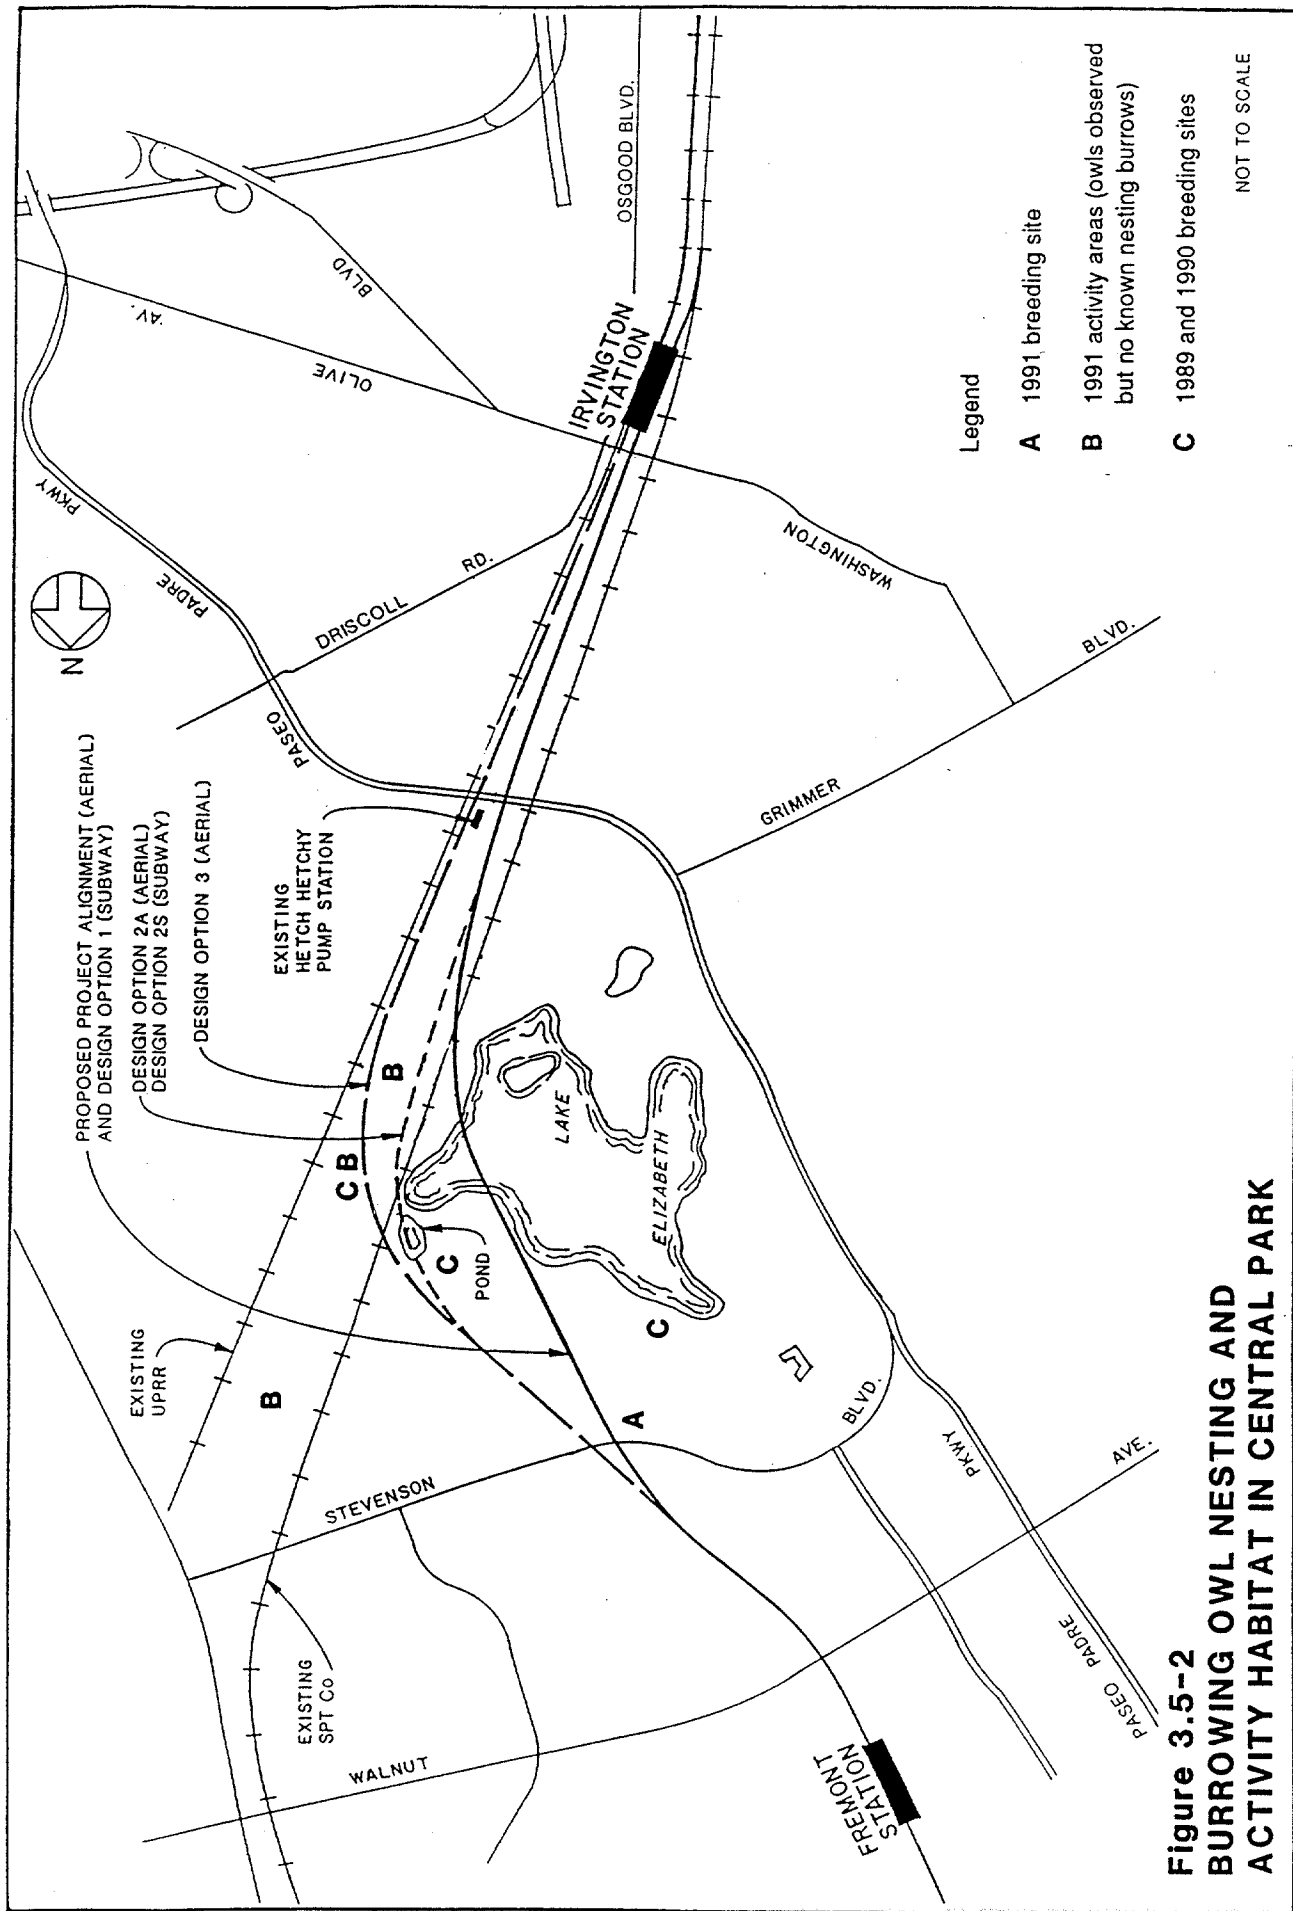 PROPOSED PROJECT ALIGNMENT (AERIAL)
AND DESIGN OPTION 1 (SUBWAY)
DESIGN OPTION 2A (AERIAL)
DESIGN OPTION 2S (SUBWAY)
DESIGN OPTION 3 (AERIAL)
EXISTING
HETCH HETCHY
PUMP STATION
N
EXISTING
UPRR
EXISTING
SPT Co
WALNUT
AVE.
STEVENSON
BLVD.
PASEO
PADRE
PKWY
DRISCOLL
RD.
OLIVE
AV.
BLVD
OSGOOD BLVD.
IRVINGTON
STATION
WASHINGTON
GRIMMER
BLVD.
B
B
C B
C
POND
C
A
LAKE
ELIZABETH
PASEO PADRE
PKWY
FREMONT
STATION
Legend
A 1991 breeding site
B 1991 activity areas (owls observed
but no known nesting burrows)
C 1989 and 1990 breeding sites
NOT TO SCALE
Figure 3.5-2
BURROWING OWL NESTING AND
ACTIVITY HABITAT IN CENTRAL PARK